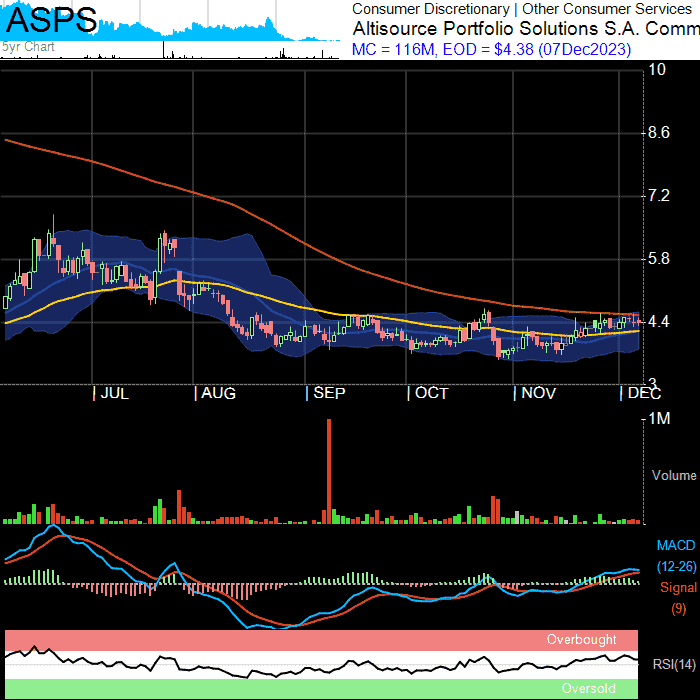 ASPS
5yr Chart
Consumer Discretionary | Other Consumer Services
Altisource Portfolio Solutions S.A. Comm
MC = 116M, EOD = $4.38 (07Dec2023)
10
8.6
7.2
5.8
4.4
3
| JUL | AUG | SEP | OCT | NOV | DEC
1M
Volume
MACD
(12-26)
Signal
(9)
Overbought
RSI(14)
Oversold